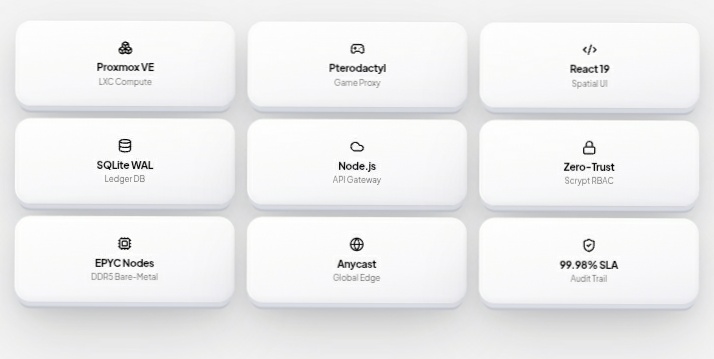 Proxmox VE
LXC Compute
Pterodactyl
Game Proxy
React 19
Spatial UI
SQLite WAL
Ledger DB
Node.js
API Gateway
Zero-Trust
Scrypt RBAC
EPYC Nodes
DDR5 Bare-Metal
Anycast
Global Edge
99.98% SLA
Audit Trail